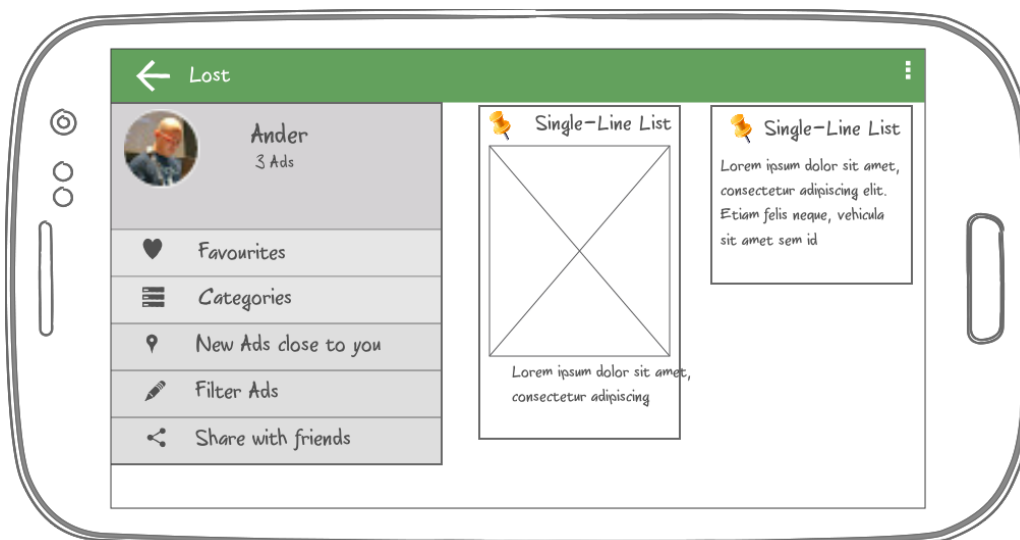 Lost
Ander
3 Ads
Favourites
Categories
New Ads close to you
Filter Ads
Share with friends
Single-Line List
Lorem ipsum dolor sit amet,
consectetur adipiscing
Single-Line List
Lorem ipsum dolor sit amet,
consectetur adipiscing elit.
Etiam felis neque, vehicula
sit amet sem id